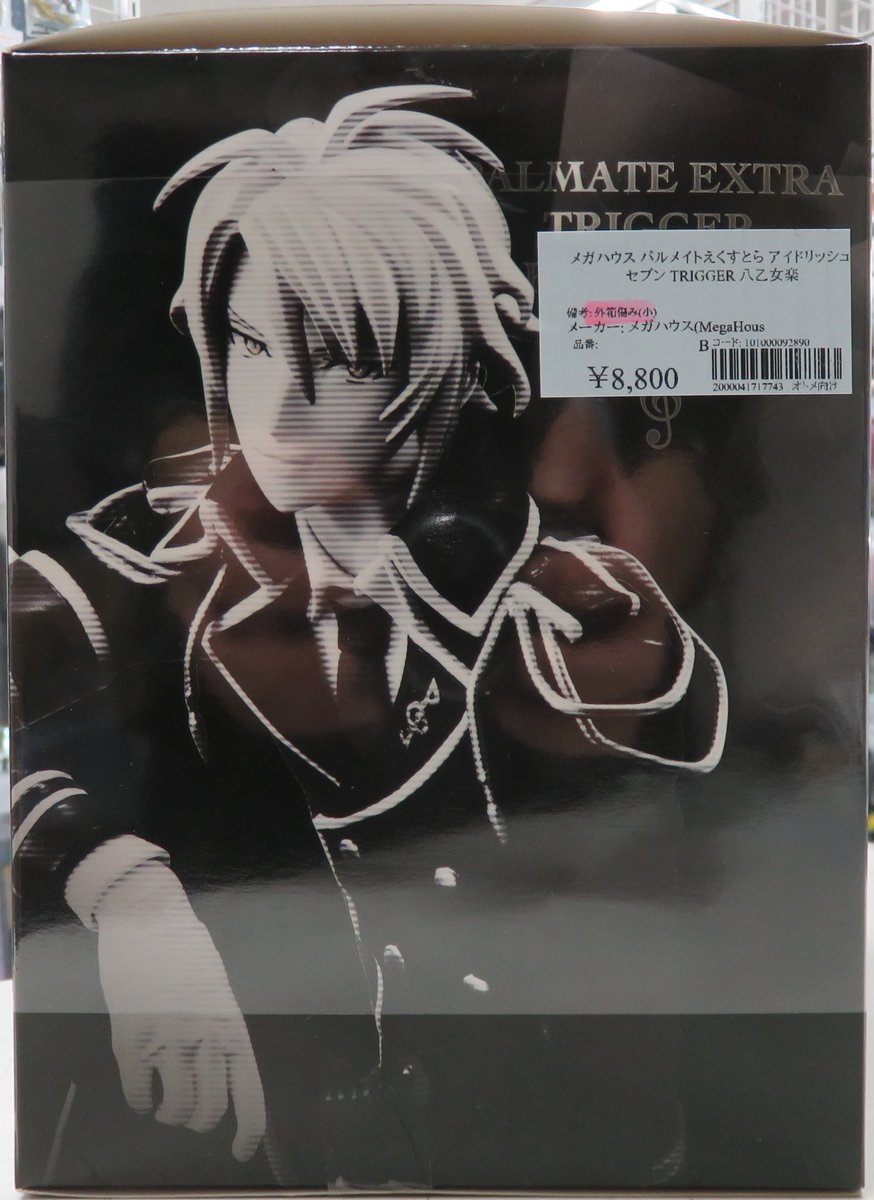 PALMATE EXTRA
TRIGGER
メガハウス パルメイトえくすとら アイドリッシュ
セブン TRIGGER 八乙女楽
備考: 外箱傷み(小)
メーカー: メガハウス(MegaHous
品番:
B コード: 101000092890
¥8,800
2000041717743 オトメ向け